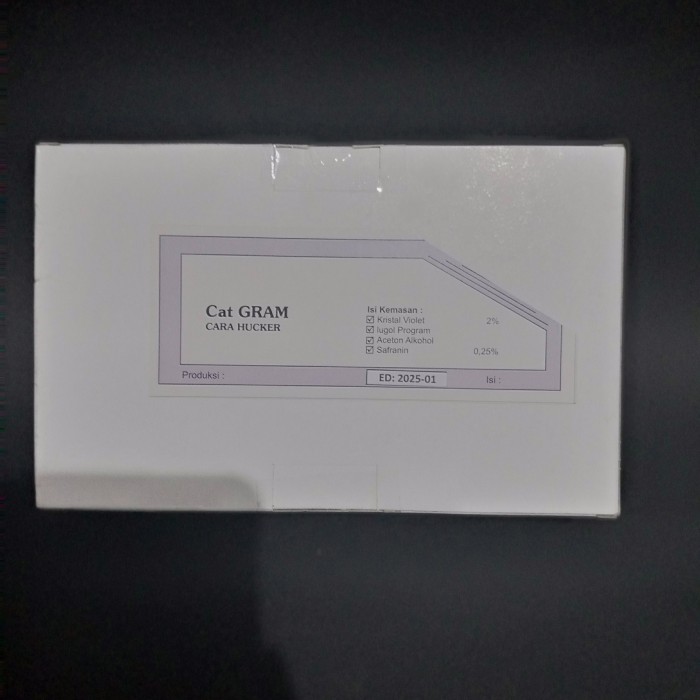 Cat GRAM
CARA HUCKER
Isi Kemasan :
Kristal Violet 2%
lugol Program
Aceton Alkohol
Safranin 0,25%
Produksi :
ED: 2025-01
Isi :